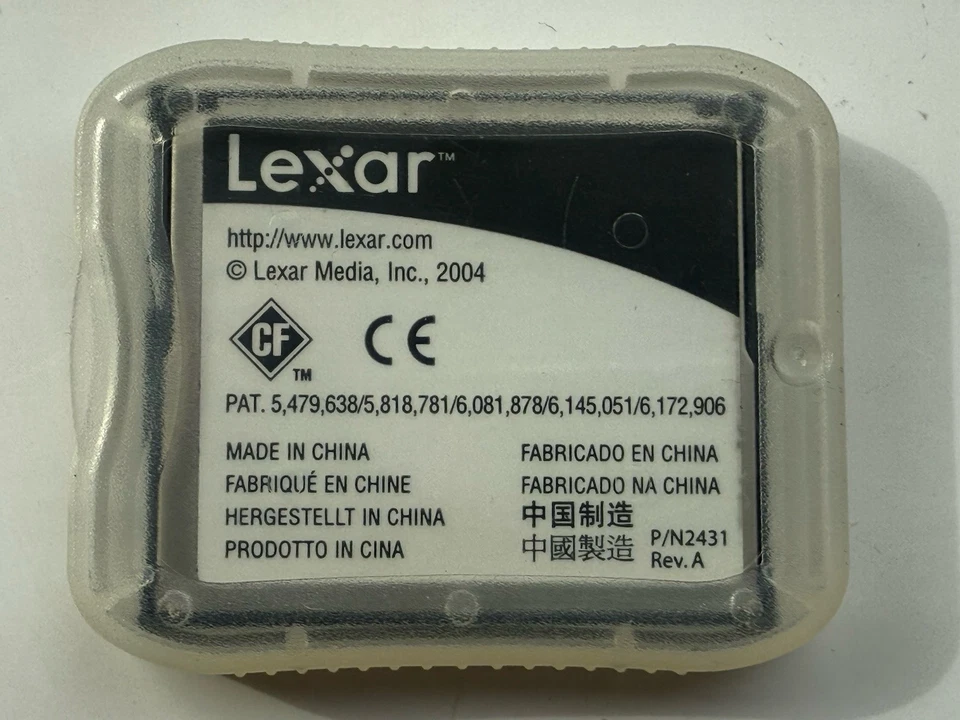 Lexar™
http://www.lexar.com
© Lexar Media, Inc., 2004
CF™
CE
PAT. 5,479,638/5,818,781/6,081,878/6,145,051/6,172,906
MADE IN CHINA
FABRIQUÉ EN CHINE
HERGESTELLT IN CHINA
PRODOTTO IN CINA
FABRICADO EN CHINA
FABRICADO NA CHINA
中国制造
中國製造
P/N2431
Rev. A